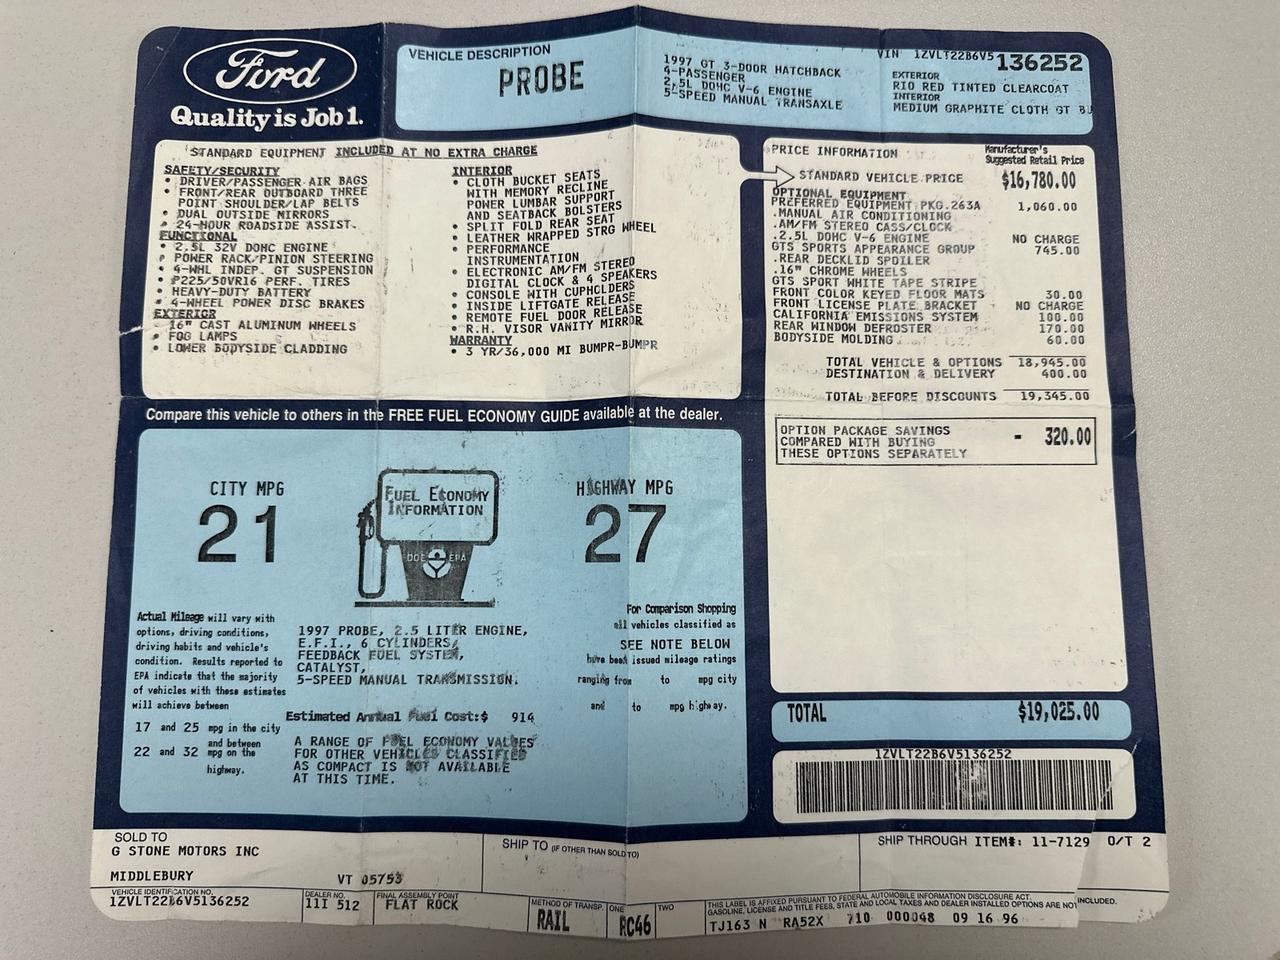 Ford
Quality is Job 1.
VEHICLE DESCRIPTION
PROBE
1997 GT 3-DOOR HATCHBACK
4-PASSENGER
2.5L DOHC V-6 ENGINE
5-SPEED MANUAL TRANSAXLE
VIN 1ZVLT22B6V5136252
EXTERIOR
RIO RED TINTED CLEARCOAT
INTERIOR
MEDIUM GRAPHITE CLOTH GT BU
STANDARD EQUIPMENT INCLUDED AT NO EXTRA CHARGE
SAFETY/SECURITY
• DRIVER/PASSENGER AIR BAGS
• FRONT/REAR OUTBOARD THREE
POINT SHOULDER/LAP BELTS
• DUAL OUTSIDE MIRRORS
• 24-HOUR ROADSIDE ASSIST.
FUNCTIONAL
• 2.5L 32V DOHC ENGINE
• POWER RACK/PINION STEERING
• 4-WHL INDEP. GT SUSPENSION
• P225/50VR16 PERF. TIRES
• HEAVY-DUTY BATTERY
• 4-WHEEL POWER DISC BRAKES
EXTERIOR
• 16" CAST ALUMINUM WHEELS
• FOG LAMPS
• LOWER BODYSIDE CLADDING
INTERIOR
• CLOTH BUCKET SEATS
WITH MEMORY RECLINE
POWER LUMBAR SUPPORT
AND SEATBACK BOLSTERS
• SPLIT FOLD REAR SEAT
• LEATHER WRAPPED STRG WHEEL
• PERFORMANCE
INSTRUMENTATION
• ELECTRONIC AM/FM STEREO
DIGITAL CLOCK & 4 SPEAKERS
• CONSOLE WITH CUPHOLDERS
• INSIDE LIFTGATE RELEASE
• REMOTE FUEL DOOR RELEASE
• R.H. VISOR VANITY MIRROR
WARRANTY
• 3 YR/36,000 MI BUMPR-BUMPR
PRICE INFORMATION Manufacturer's
Suggested Retail Price
STANDARD VEHICLE PRICE $16,780.00
OPTIONAL EQUIPMENT
PREFERRED EQUIPMENT PKG.263A 1,060.00
.MANUAL AIR CONDITIONING
.AM/FM STEREO CASS/CLOCK
.2.5L DOHC V-6 ENGINE NO CHARGE
GTS SPORTS APPEARANCE GROUP 745.00
.REAR DECKLID SPOILER
.16" CHROME WHEELS
GTS SPORT WHITE TAPE STRIPE
FRONT COLOR KEYED FLOOR MATS 30.00
FRONT LICENSE PLATE BRACKET NO CHARGE
CALIFORNIA EMISSIONS SYSTEM 100.00
REAR WINDOW DEFROSTER 170.00
BODYSIDE MOLDING 60.00
TOTAL VEHICLE & OPTIONS 18,945.00
DESTINATION & DELIVERY 400.00
TOTAL BEFORE DISCOUNTS 19,345.00
OPTION PACKAGE SAVINGS
COMPARED WITH BUYING - 320.00
THESE OPTIONS SEPARATELY
Compare this vehicle to others in the FREE FUEL ECONOMY GUIDE available at the dealer.
CITY MPG
21
FUEL ECONOMY
INFORMATION
DOE EPA
HIGHWAY MPG
27
Actual Mileage will vary with
options, driving conditions,
driving habits and vehicle's
condition. Results reported to
EPA indicate that the majority
of vehicles with these estimates
will achieve between
17 and 25 mpg in the city
and between
22 and 32 mpg on the
highway.
1997 PROBE, 2.5 LITER ENGINE,
E.F.I., 6 CYLINDERS,
FEEDBACK FUEL SYSTEM,
CATALYST,
5-SPEED MANUAL TRANSMISSION.
Estimated Annual Fuel Cost:$ 914
A RANGE OF FUEL ECONOMY VALUES
FOR OTHER VEHICLES CLASSIFIED
AS COMPACT IS NOT AVAILABLE
AT THIS TIME.
For Comparison Shopping
all vehicles classified as
SEE NOTE BELOW
have been issued mileage ratings
ranging from to mpg city
and to mpg highway.
TOTAL $19,025.00
1ZVLT22B6V5136252
SOLD TO
G STONE MOTORS INC
MIDDLEBURY VT 05753
SHIP TO (IF OTHER THAN SOLD TO)
SHIP THROUGH ITEM#: 11-7129 O/T 2
VEHICLE IDENTIFICATION NO.
1ZVLT22B6V5136252
DEALER NO.
11I 512
FINAL ASSEMBLY POINT
FLAT ROCK
METHOD OF TRANSP.
RAIL
ONE
RC46
TWO
THIS LABEL IS AFFIXED PURSUANT TO FEDERAL AUTOMOBILE INFORMATION DISCLOSURE ACT.
GASOLINE, LICENSE AND TITLE FEES, STATE AND LOCAL TAXES AND DEALER INSTALLED OPTIONS ARE NOT INCLUDED.
TJ163 N RA52X 710 000048 09 16 96